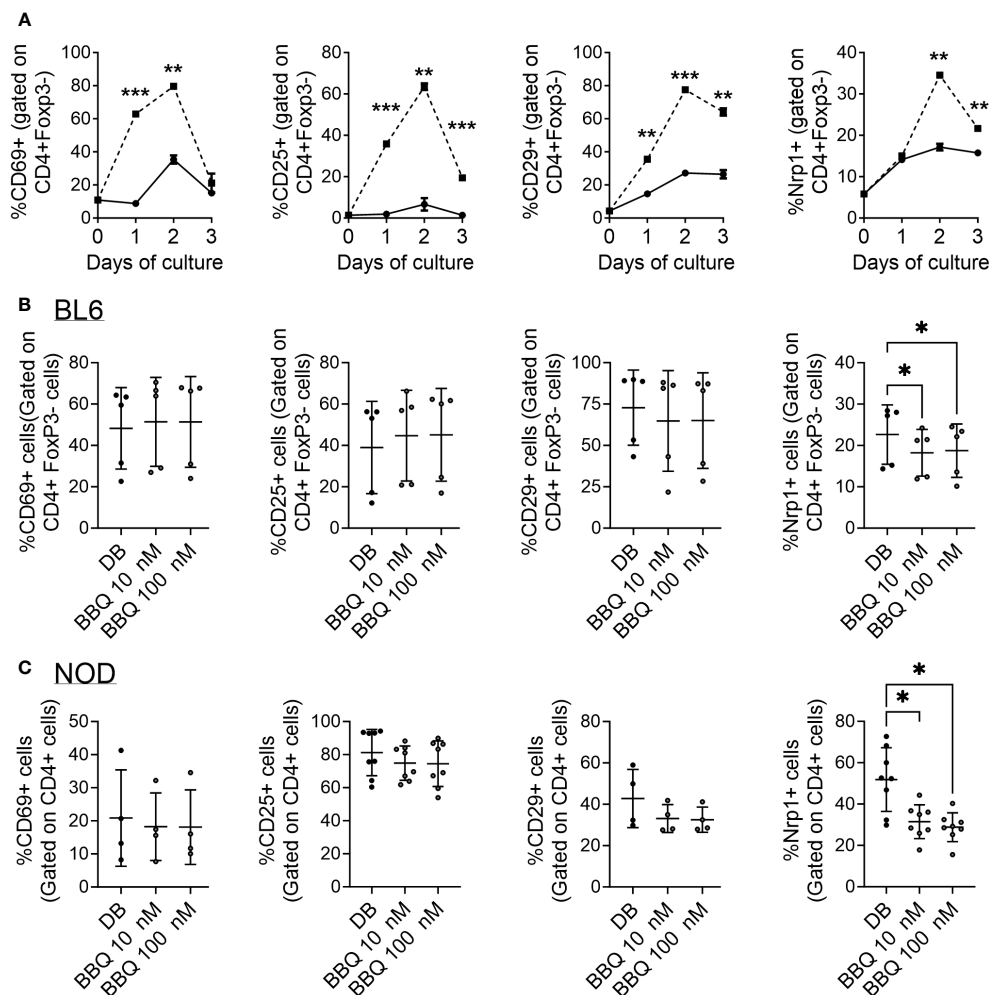 A
%CD69+ (gated on
CD4+Foxp3-)
100
80
60
40
20
0
***
**
0 1 2 3
Days of culture
%CD25+ (gated on
CD4+Foxp3-)
80
60
40
20
0
***
**
***
0 1 2 3
Days of culture
%CD29+ (gated on
CD4+Foxp3-)
100
80
60
40
20
0
**
***
**
0 1 2 3
Days of culture
%Nrp1+ (gated on
CD4+Foxp3-)
40
30
20
10
0
**
**
0 1 2 3
Days of culture
B BL6
%CD69+ cells(Gated on
CD4+ FoxP3- cells)
80
60
40
20
0
DB
BBQ 10 nM
BBQ 100 nM
%CD25+ cells (Gated on
CD4+ FoxP3- cells)
80
60
40
20
0
DB
BBQ 10 nM
BBQ 100 nM
%CD29+ cells (Gated on
CD4+ FoxP3- cells)
100
75
50
25
0
DB
BBQ 10 nM
BBQ 100 nM
%Nrp1+ cells (Gated on
CD4+ FoxP3- cells)
40
30
20
10
0
*
*
DB
BBQ 10 nM
BBQ 100 nM
C NOD
%CD69+ cells
(Gated on CD4+ cells)
50
40
30
20
10
0
DB
BBQ 10 nM
BBQ 100 nM
%CD25+ cells
(Gated on CD4+ cells)
100
80
60
40
20
0
DB
BBQ 10 nM
BBQ 100 nM
%CD29+ cells
(Gated on CD4+ cells)
80
60
40
20
0
DB
BBQ 10 nM
BBQ 100 nM
%Nrp1+ cells
(Gated on CD4+ cells)
80
60
40
20
0
*
*
DB
BBQ 10 nM
BBQ 100 nM